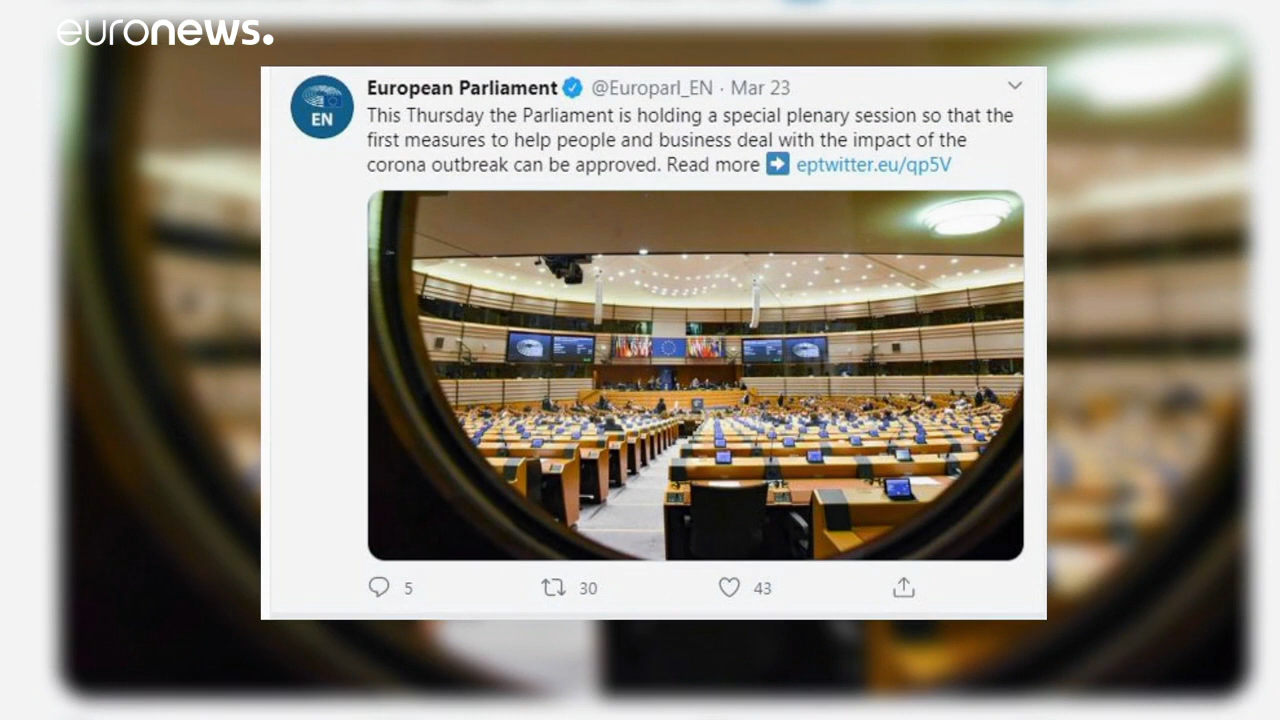 euronews.
European Parliament @Europarl_EN · Mar 23
EN
This Thursday the Parliament is holding a special plenary session so that the
first measures to help people and business deal with the impact of the
corona outbreak can be approved. Read more ➡ eptwitter.eu/qp5V
5 30 43